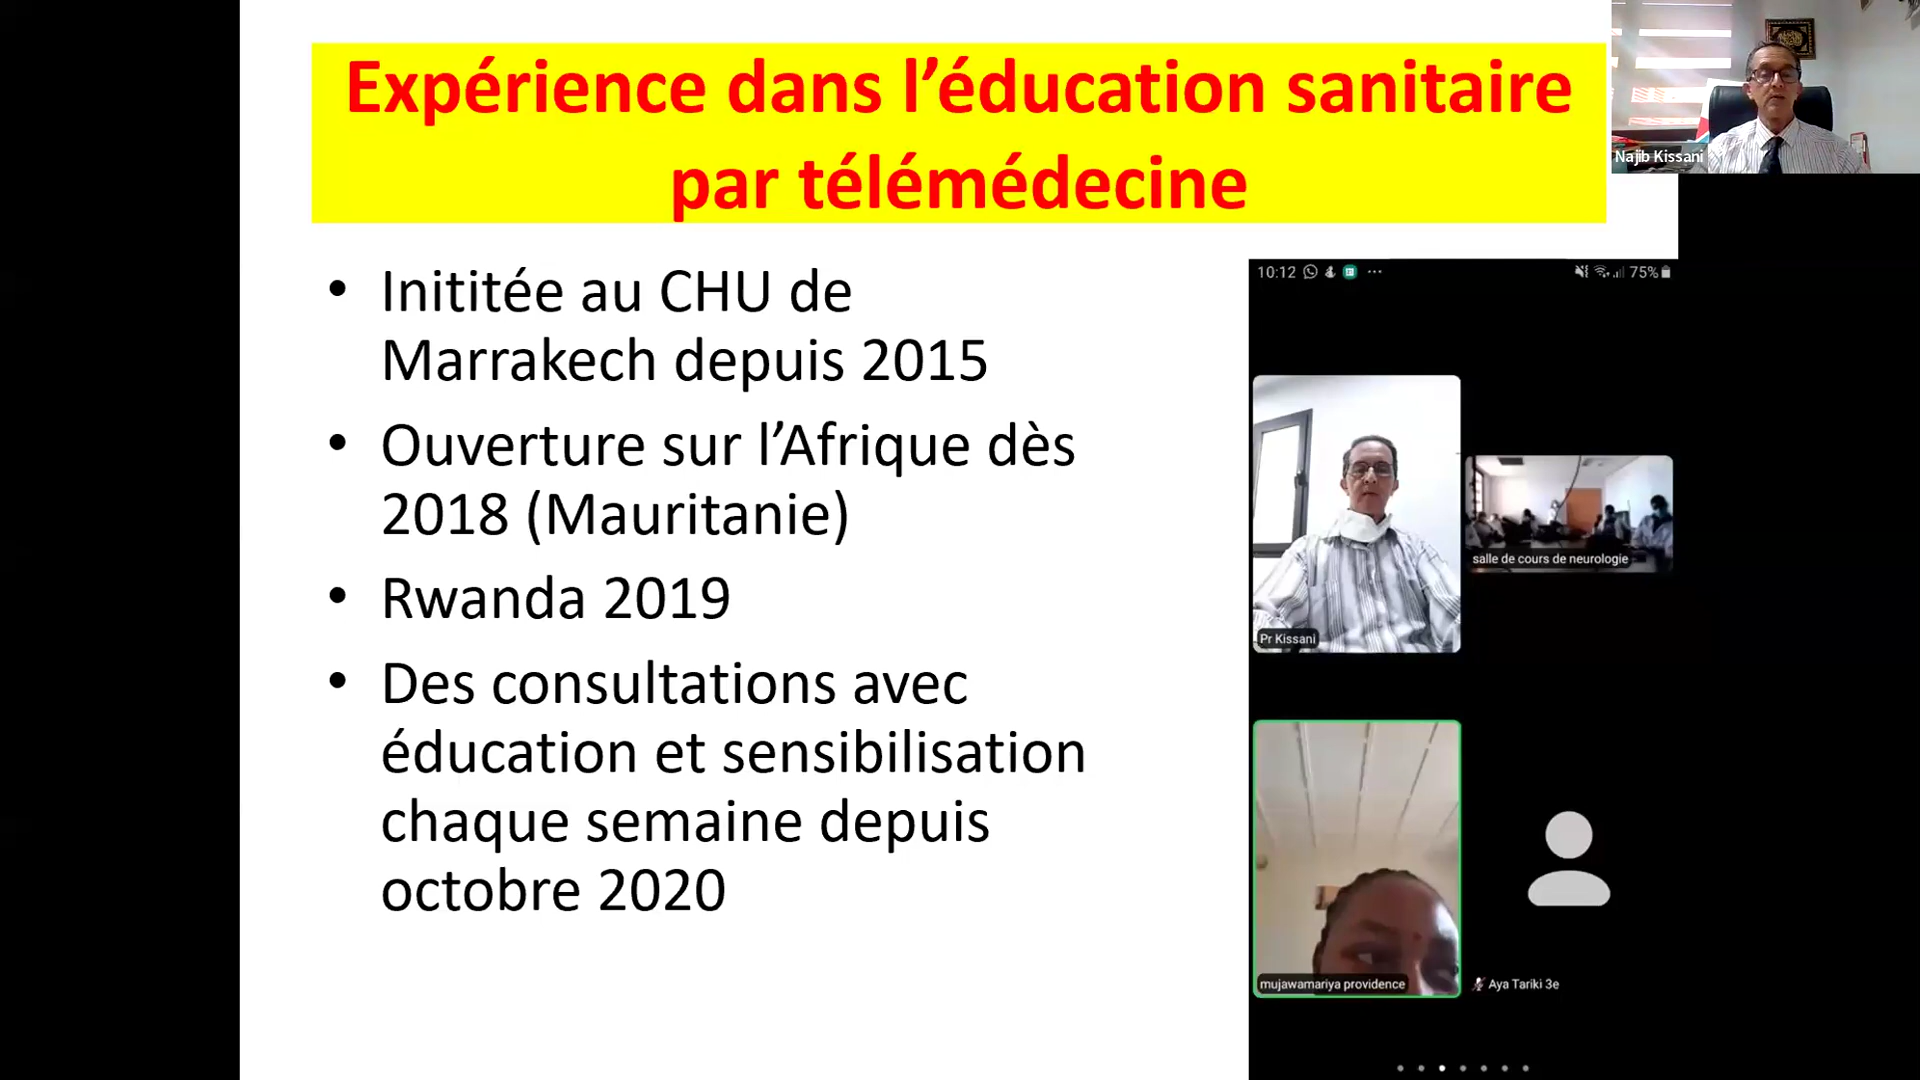 Expérience dans l’éducation sanitaire
par télémédecine
Najib Kissani
• Inititée au CHU de
Marrakech depuis 2015
• Ouverture sur l’Afrique dès
2018 (Mauritanie)
• Rwanda 2019
• Des consultations avec
éducation et sensibilisation
chaque semaine depuis
octobre 2020
10:12 75%
salle de cours de neurologie
Pr Kissani
mujawamariya providence
Aya Tariki 3e